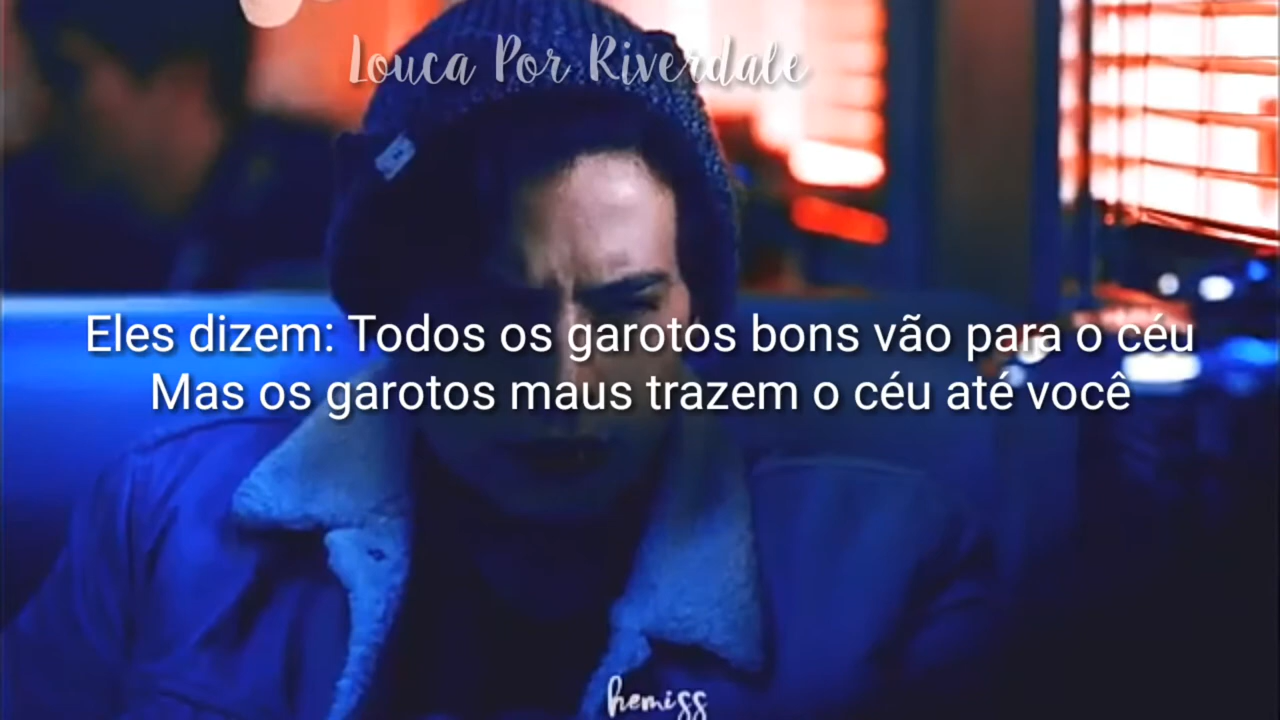 Louca Por Riverdale
Eles dizem: Todos os garotos bons vão para o céu
Mas os garotos maus trazem o céu até você
hemiss